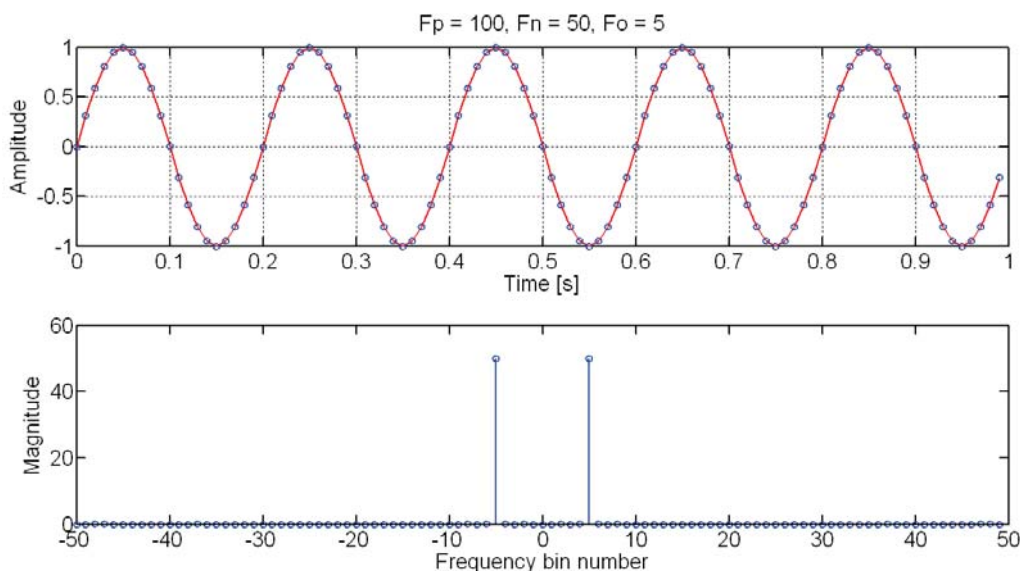 Fp = 100, Fn = 50, Fo = 5
1
0.5
0
-0.5
-1
Amplitude
0 0.1 0.2 0.3 0.4 0.5 0.6 0.7 0.8 0.9 1
Time [s]
60
40
20
0
Magnitude
-50 -40 -30 -20 -10 0 10 20 30 40 50
Frequency bin number